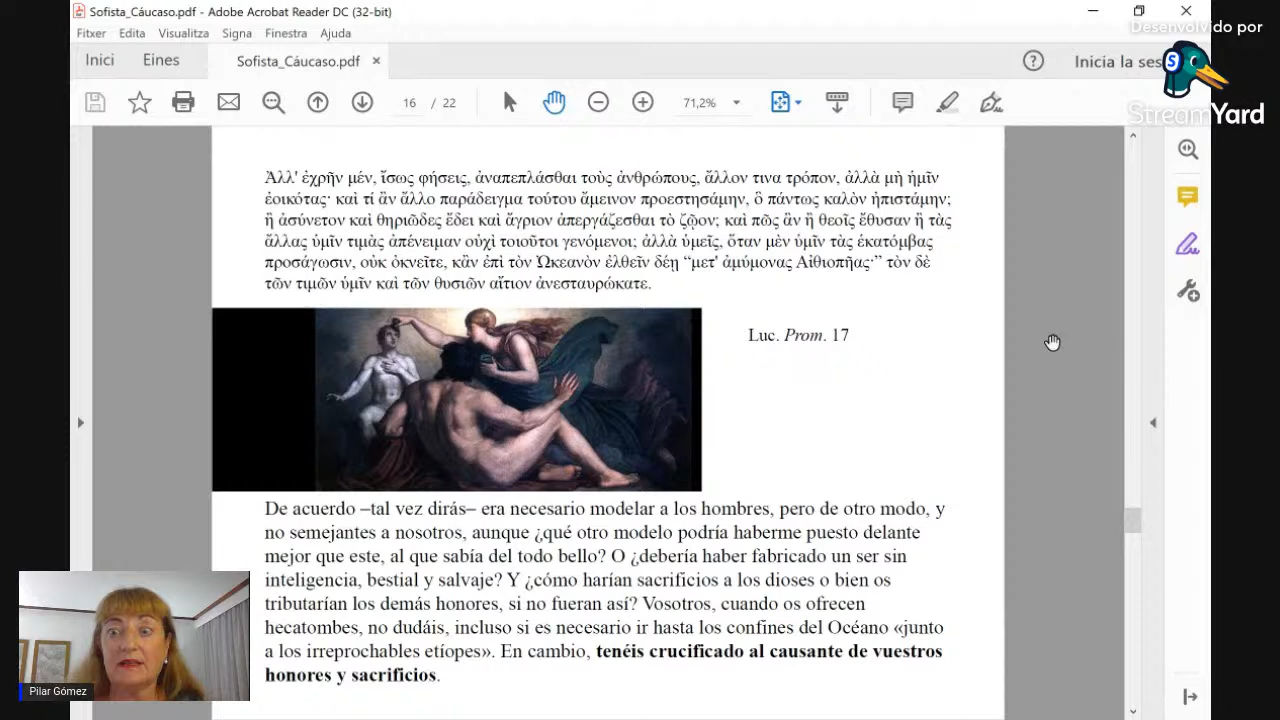 Sofista_Cáucaso.pdf - Adobe Acrobat Reader DC (32-bit)
Desenvolvido por
Fitxer Edita Visualitza Signa Finestra Ajuda
Inici Eines Sofista_Cáucaso.pdf × Inicia la ses
StreamYard
16 / 22 71,2%
Ἀλλ' ἐχρῆν μέν, ἴσως φήσεις, ἀναπεπλάσθαι τοὺς ἀνθρώπους, ἄλλον τινα τρόπον, ἀλλὰ μὴ ἡμῖν
ἐοικότας· καὶ τί ἂν ἄλλο παράδειγμα τούτου ἄμεινον προεστησάμην, ὃ πάντως καλὸν ἠπιστάμην;
ἢ ἀσύνετον καὶ θηριῶδες ἔδει καὶ ἄγριον ἀπεργάζεσθαι τὸ ζῷον; καὶ πῶς ἂν ἢ θεοῖς ἔθυσαν ἢ τὰς
ἄλλας ὑμῖν τιμὰς ἀπένειμαν οὐχὶ τοιοῦτοι γενόμενοι; ἀλλὰ ὑμεῖς, ὅταν μὲν ὑμῖν τὰς ἑκατόμβας
προσάγωσιν, οὐκ ὀκνεῖτε, κἂν ἐπὶ τὸν Ὠκεανὸν ἐλθεῖν δέῃ “μετ' ἀμύμονας Αἰθιοπῆας·” τὸν δὲ
τῶν τιμῶν ὑμῖν καὶ τῶν θυσιῶν αἴτιον ἀνεσταυρώκατε.
Luc. Prom. 17
De acuerdo –tal vez dirás– era necesario modelar a los hombres, pero de otro modo, y
no semejantes a nosotros, aunque ¿qué otro modelo podría haberme puesto delante
mejor que este, al que sabía del todo bello? O ¿debería haber fabricado un ser sin
inteligencia, bestial y salvaje? Y ¿cómo harían sacrificios a los dioses o bien os
tributarían los demás honores, si no fueran así? Vosotros, cuando os ofrecen
hecatombes, no dudáis, incluso si es necesario ir hasta los confines del Océano «junto
a los irreprochables etíopes». En cambio, tenéis crucificado al causante de vuestros
honores y sacrificios.
Pilar Gómez